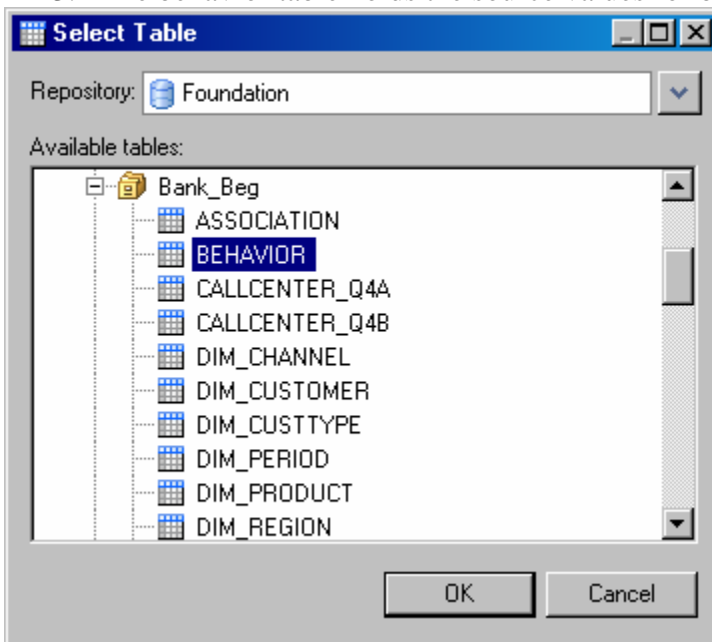 Select Table
Repository: Foundation
Available tables:
Bank_Beg
ASSOCIATION
BEHAVIOR
CALLCENTER_Q4A
CALLCENTER_Q4B
DIM_CHANNEL
DIM_CUSTOMER
DIM_CUSTTYPE
DIM_PERIOD
DIM_PRODUCT
DIM_REGION
OK Cancel